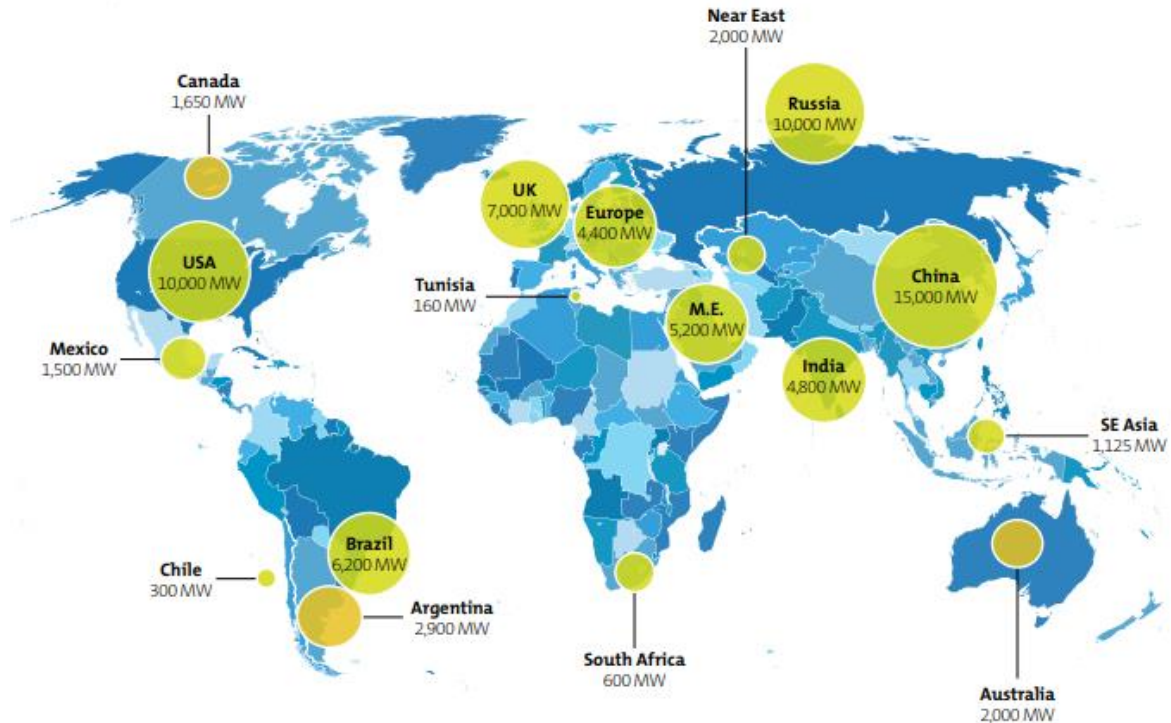 Near East
2,000 MW
Canada
1,650 MW
Russia
10,000 MW
UK
7,000 MW
Europe
4,400 MW
USA
10,000 MW
China
15,000 MW
Tunisia
160 MW
M.E.
5,200 MW
Mexico
1,500 MW
India
4,800 MW
SE Asia
1,125 MW
Brazil
6,200 MW
Chile
300 MW
Argentina
2,900 MW
South Africa
600 MW
Australia
2,000 MW